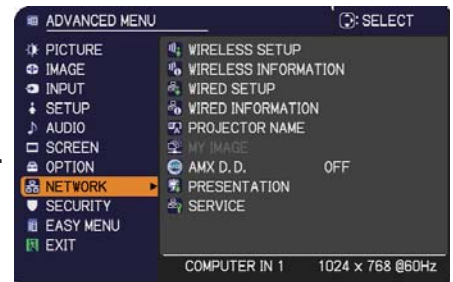 ADVANCED MENU : SELECT
PICTURE
IMAGE
INPUT
SETUP
AUDIO
SCREEN
OPTION
NETWORK
SECURITY
EASY MENU
EXIT
WIRELESS SETUP
WIRELESS INFORMATION
WIRED SETUP
WIRED INFORMATION
PROJECTOR NAME
MY IMAGE
AMX D.D. OFF
PRESENTATION
SERVICE
COMPUTER IN 1 1024 x 768 @60Hz